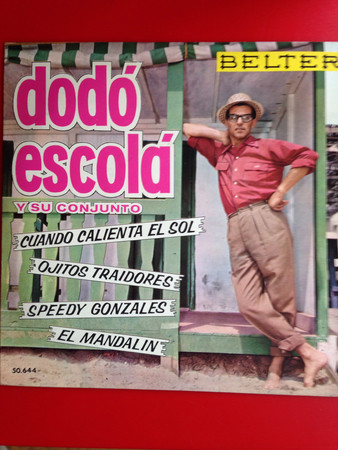 BELTER
dodó
escolá
Y SU CONJUNTO
CUANDO CALIENTA EL SOL
OJITOS TRAIDORES
SPEEDY GONZALES
EL MANDALIN
50.644